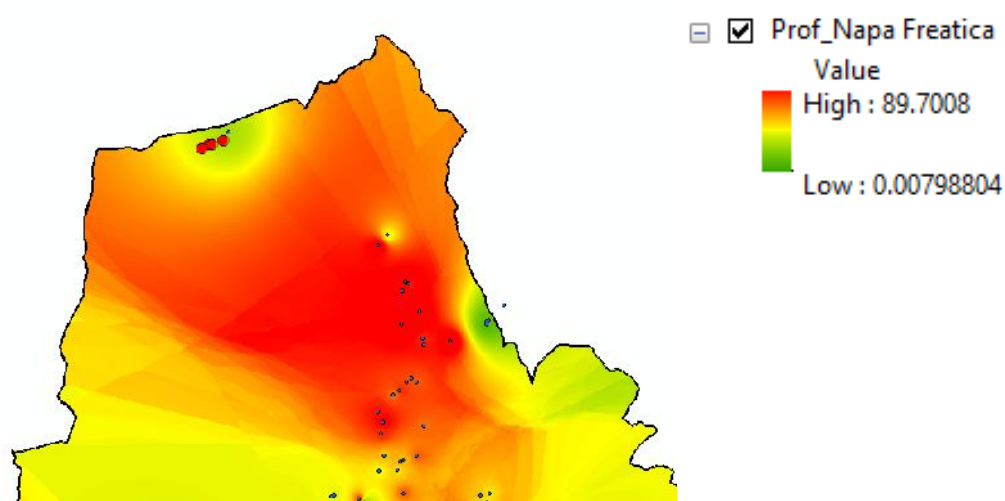 Prof_Napa Freatica
Value
High : 89.7008
Low : 0.00798804